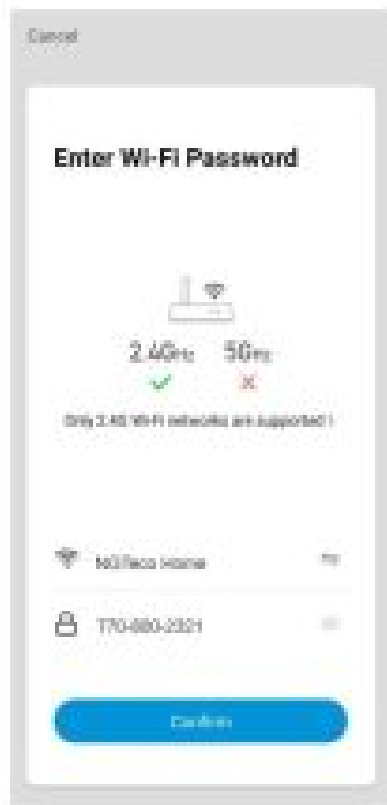 Cancel
Enter Wi-Fi Password
2.4GHz 5GHz
Only 2.4G Wi-Fi networks are supported !
Home
Confirm